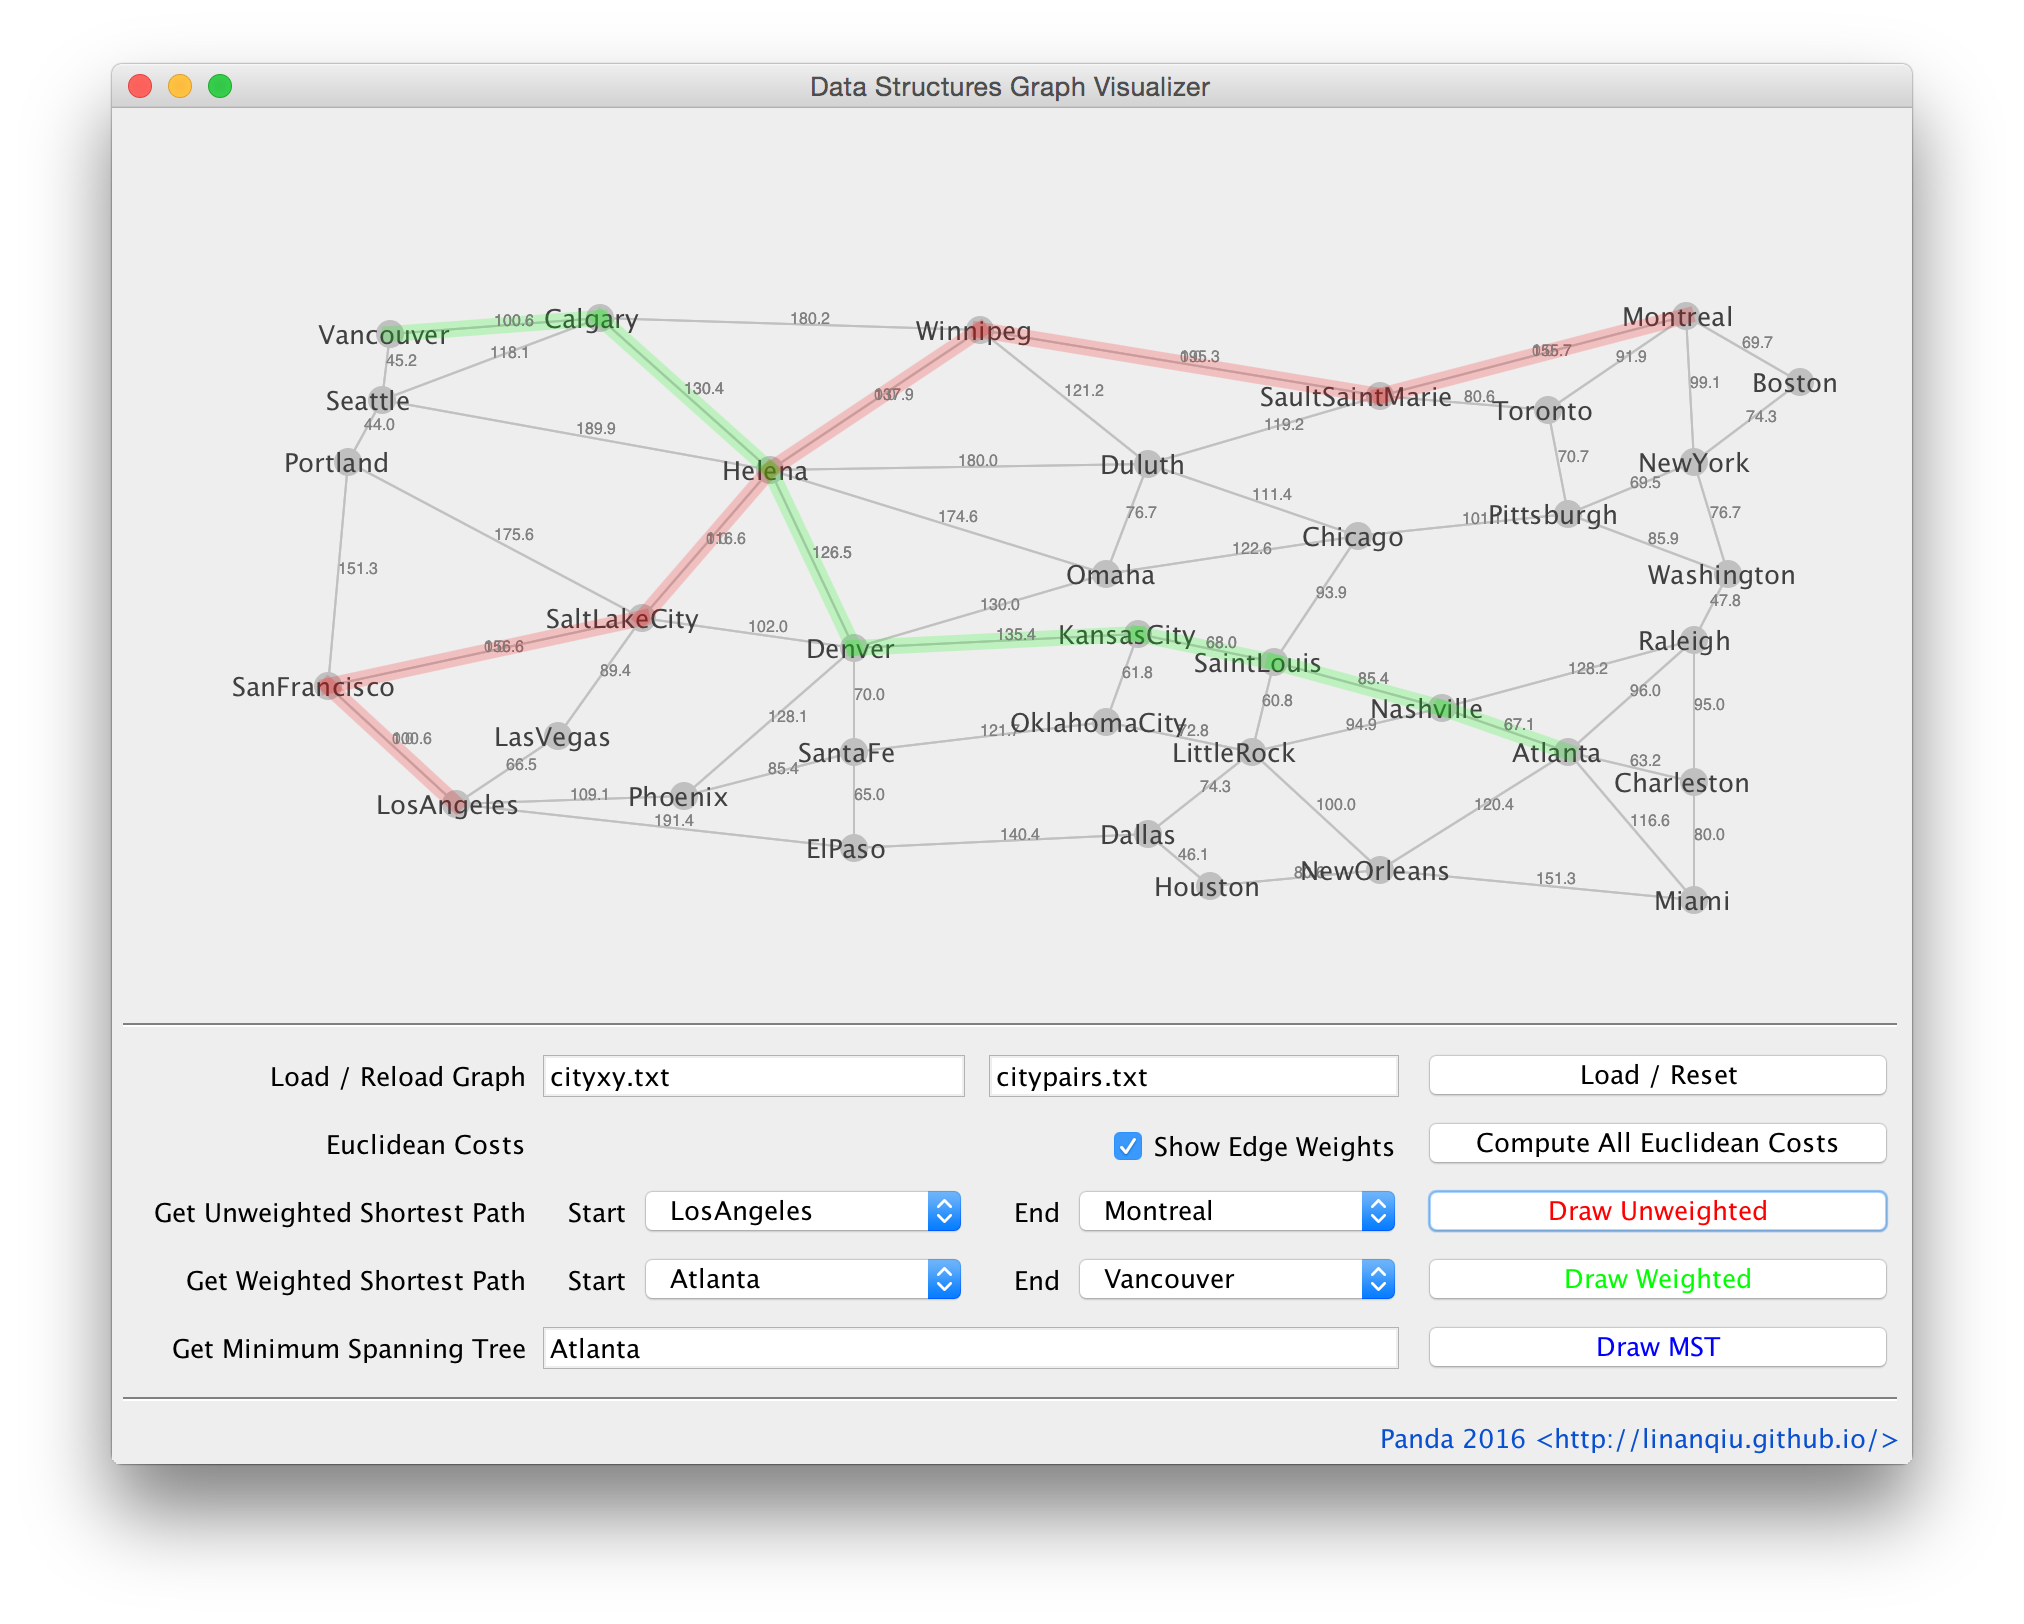 Data Structures Graph Visualizer
Vancouver
100.6
Calgary
180.2
Winnipeg
Montreal
45.2
118.1
130.4
137.9
121.2
195.3
155.7
91.9
69.7
99.1
Boston
Seattle
SaultSaintMarie
80.6
Toronto
74.3
44.0
189.9
119.2
Portland
Helena
180.0
Duluth
70.7
NewYork
69.5
111.4
175.6
116.6
126.5
174.6
76.7
Chicago
Pittsburgh
76.7
122.6
85.9
151.3
Omaha
93.9
Washington
130.0
47.8
SaltLakeCity
102.0
Denver
135.4
KansasCity
68.0
SaintLouis
Raleigh
156.6
89.4
61.8
85.4
128.2
SanFrancisco
70.0
60.8
Nashville
96.0
95.0
100.6
LasVegas
128.1
121.7
OklahomaCity
72.8
94.9
67.1
66.5
SantaFe
LittleRock
Atlanta
63.2
85.4
Charleston
LosAngeles
109.1
Phoenix
65.0
74.3
100.0
120.4
191.4
116.6
80.0
ElPaso
140.4
Dallas
46.1
Houston
NewOrleans
151.3
Miami
Load / Reload Graph
cityxy.txt
citypairs.txt
Load / Reset
Euclidean Costs
Show Edge Weights
Compute All Euclidean Costs
Get Unweighted Shortest Path
Start
LosAngeles
End
Montreal
Draw Unweighted
Get Weighted Shortest Path
Start
Atlanta
End
Vancouver
Draw Weighted
Get Minimum Spanning Tree
Atlanta
Draw MST
Panda 2016 <http://linanqiu.github.io/>